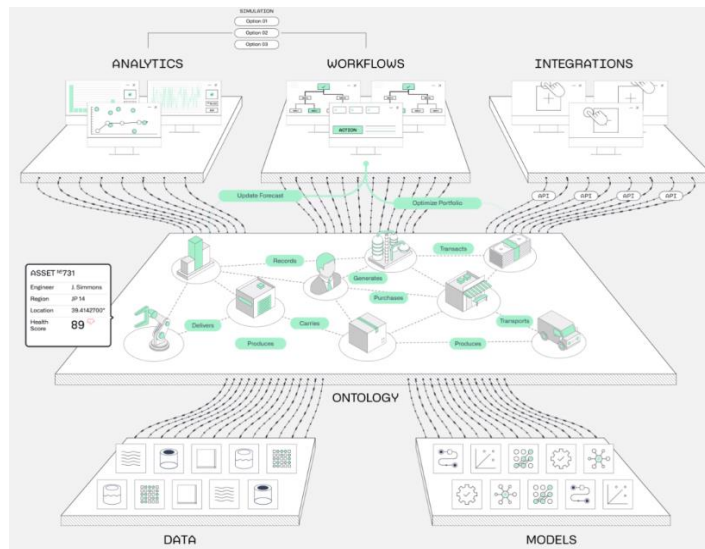 SIMULATION
Option 01
Option 02
Option 03
ANALYTICS
WORKFLOWS
INTEGRATIONS
ACTION
Update Forecast
Optimize Portfolio
API
API
API
API
Records
Transacts
Generates
Purchases
ASSET Nº731
Engineer J. Simmons
Region JP 14
Location 39.4142700°
Health Score 89
Delivers
Carries
Transports
Produces
Produces
ONTOLOGY
DATA
MODELS